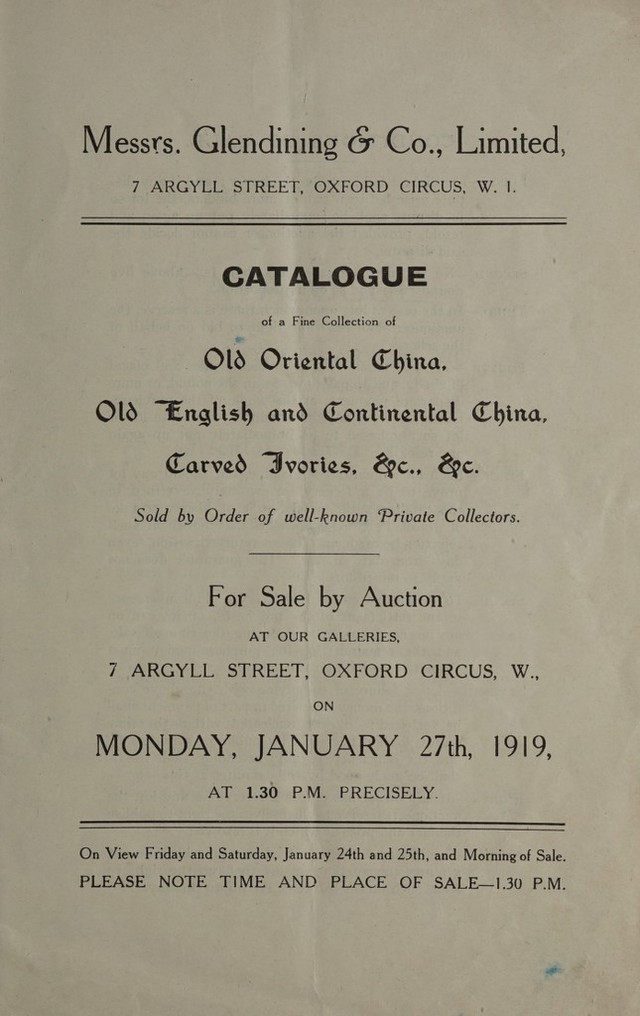 Messrs. Glendining & Co., Limited,
7 ARGYLL STREET, OXFORD CIRCUS, W. 1.
CATALOGUE
of a Fine Collection of
Old Oriental China,
Old English and Continental China,
Carved Ivories, &c., &c.
Sold by Order of well-known Private Collectors.
For Sale by Auction
AT OUR GALLERIES,
7 ARGYLL STREET, OXFORD CIRCUS, W.,
ON
MONDAY, JANUARY 27th, 1919,
AT 1.30 P.M. PRECISELY.
On View Friday and Saturday, January 24th and 25th, and Morning of Sale.
PLEASE NOTE TIME AND PLACE OF SALE—1.30 P.M.